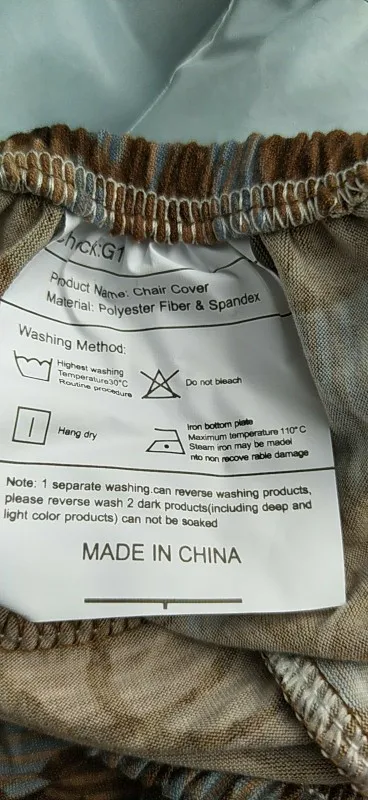 Product Name: Chair Cover
Material: Polyester Fiber & Spandex
Washing Method:
Highest washing
Temperature30°C
Routine procedure
Do not bleach
Hang dry
Iron bottom plate
Maximum temperature 110°C
Steam iron may be madei
nto non recove rable damage
Note: 1 separate washing.can reverse washing products,
please reverse wash 2 dark products(including deep and
light color products) can not be soaked
MADE IN CHINA